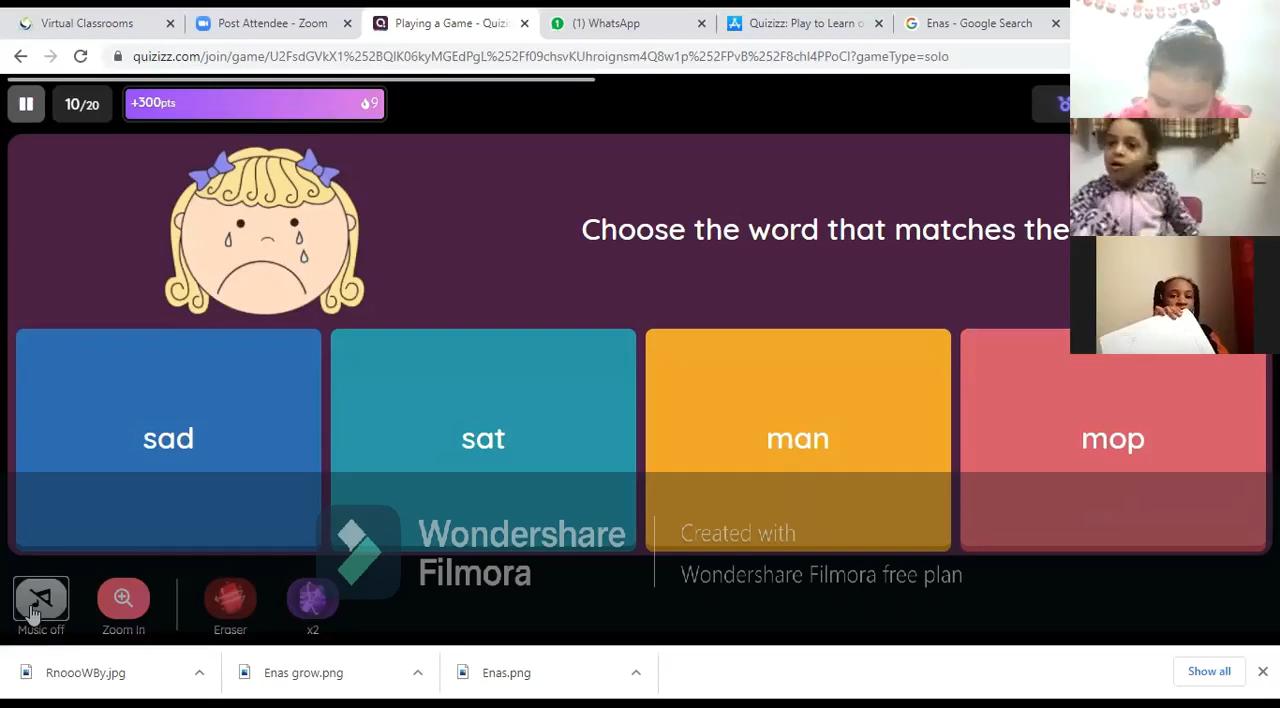 Virtual Classrooms
Post Attendee - Zoom
Playing a Game - Quizi
(1) WhatsApp
Quizizz: Play to Learn o
Enas - Google Search
quizizz.com/join/game/U2FsdGVkX1%252BQlK06kyMGEdPgL%252Ff09chsvKUhroignsm4Q8w1p%252FPvB%252F8chl4PPoCI?gameType=solo
10/20
+300pts
9
Choose the word that matches the
sad
sat
man
mop
Wondershare
Filmora
Created with
Wondershare Filmora free plan
Music off
Zoom In
Eraser
x2
RnoooWBy.jpg
Enas grow.png
Enas.png
Show all